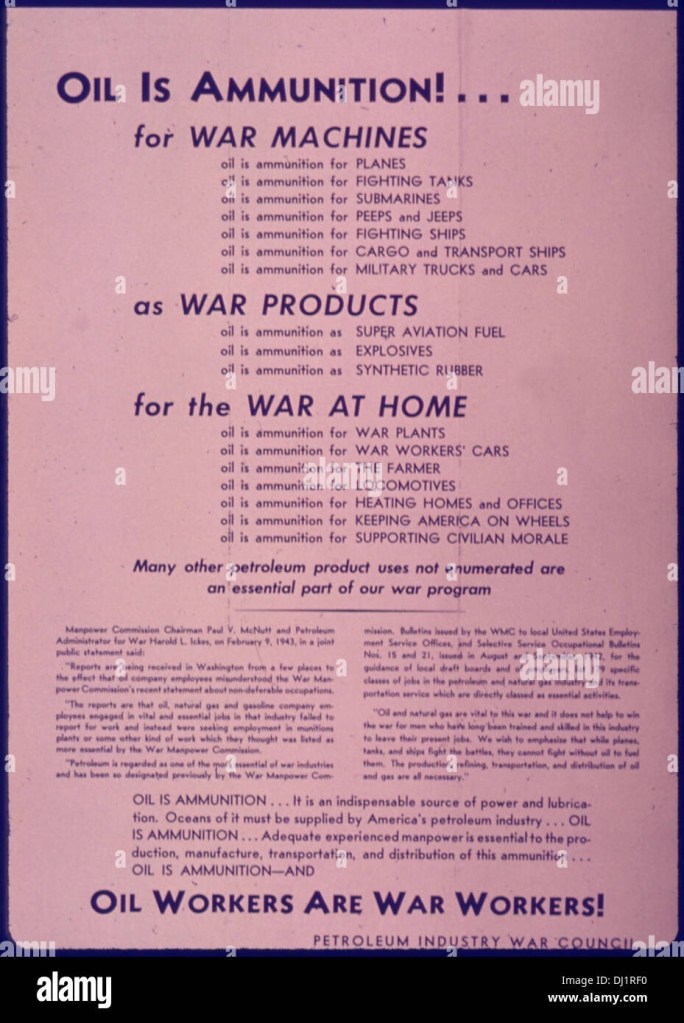 OIL IS AMMUNITION! . . .
for WAR MACHINES
oil is ammunition for PLANES
oil is ammunition for FIGHTING TANKS
oil is ammunition for SUBMARINES
oil is ammunition for PEEPS and JEEPS
oil is ammunition for FIGHTING SHIPS
oil is ammunition for CARGO and TRANSPORT SHIPS
oil is ammunition for MILITARY TRUCKS and CARS
as WAR PRODUCTS
oil is ammunition as SUPER AVIATION FUEL
oil is ammunition as EXPLOSIVES
oil is ammunition as SYNTHETIC RUBBER
for the WAR AT HOME
oil is ammunition for WAR PLANTS
oil is ammunition for WAR WORKERS' CARS
oil is ammunition for THE FARMER
oil is ammunition for LOCOMOTIVES
oil is ammunition for HEATING HOMES and OFFICES
oil is ammunition for KEEPING AMERICA ON WHEELS
oil is ammunition for SUPPORTING CIVILIAN MORALE
Many other petroleum product uses not enumerated are
an essential part of our war program
Manpower Commission Chairman Paul V. McNutt and Petroleum
Administrator for War Harold L. Ickes, on February 9, 1943, in a joint
public statement said:
"Reports are being received in Washington from a few places to
the effect that oil company employees misunderstood the War Man-
power Commission's recent statement about non-deferable occupations.
"The reports are that oil, natural gas and gasoline company em-
ployees engaged in vital and essential jobs in that industry failed to
report for work and instead were seeking employment in munitions
plants or some other kind of work which they thought was listed as
more essential by the War Manpower Commission.
"Petroleum is regarded as one of the most essential of war industries
and has been so designated previously by the War Manpower Com-
mission. Bulletins issued by the WMC to local United States Employ-
ment Service Offices, and Selective Service Occupational Bulletins
Nos. 15 and 21, issued in August and for the
guidance of local draft boards and specific
classes of jobs in the petroleum and natural gas industry and its trans-
portation service which are directly classed as essential activities.
"Oil and natural gas are vital to this war and it does not help to win
the war for men who have long been trained and skilled in this industry
to leave their present jobs. We wish to emphasize that while planes,
tanks, and ships fight the battles, they cannot fight without oil to fuel
them. The production, refining, transportation, and distribution of oil
and gas are all necessary."
OIL IS AMMUNITION . . . It is an indispensable source of power and lubrica-
tion. Oceans of it must be supplied by America's petroleum industry . . . OIL
IS AMMUNITION . . . Adequate experienced manpower is essential to the pro-
duction, manufacture, transportation, and distribution of this ammunition . . .
OIL IS AMMUNITION—AND
OIL WORKERS ARE WAR WORKERS!
PETROLEUM INDUSTRY WAR COUNCIL
alamy
Image ID: DJ1RF0
www.alamy.com